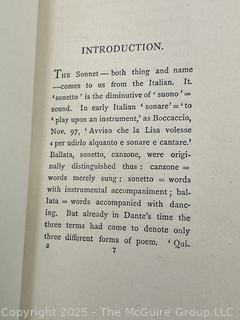 INTRODUCTION.
THE Sonnet — both thing and name
— comes to us from the Italian. It.
'sonetto' is the diminutive of 'suono' =
sound. In early Italian 'sonare' = 'to
play upon an instrument,' as Boccaccio,
Nov. 97, 'Avviso che la Lisa volesse
per udirlo alquanto e sonare e cantare.'
Ballata, sonetto, canzone, were origi-
nally distinguished thus: canzone =
words merely sung; sonetto = words
with instrumental accompaniment; bal-
lata = words accompanied with danc-
ing. But already in Dante's time the
three terms had come to denote only
three different forms of poem. 'Qui-
2 7
Copyright 2025 - The McGuire Group LLC